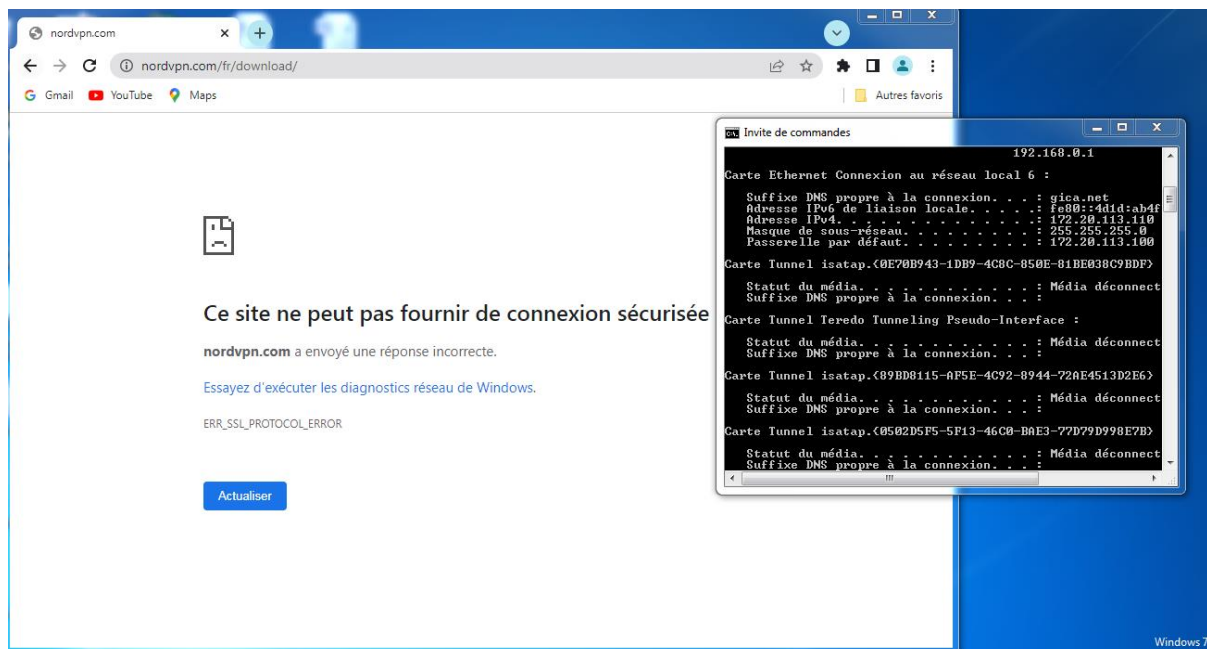 nordvpn.com
nordvpn.com/fr/download/
Gmail YouTube Maps Autres favoris
Ce site ne peut pas fournir de connexion sécurisée
nordvpn.com a envoyé une réponse incorrecte.
Essayez d'exécuter les diagnostics réseau de Windows.
ERR_SSL_PROTOCOL_ERROR
Actualiser
Invite de commandes
192.168.0.1
Carte Ethernet Connexion au réseau local 6 :
Suffixe DNS propre à la connexion. . . : gica.net
Adresse IPv6 de liaison locale. . . . .: fe80::4d1d:ab4f
Adresse IPv4. . . . . . . . . . . . . .: 172.20.113.110
Masque de sous-réseau. . . . . . . . . : 255.255.255.0
Passerelle par défaut. . . . . . . . . : 172.20.113.100
Carte Tunnel isatap.{0E70B943-1DB9-4C8C-850E-81BE038C9BDF}
Statut du média. . . . . . . . . . . . : Média déconnect
Suffixe DNS propre à la connexion. . . :
Carte Tunnel Teredo Tunneling Pseudo-Interface :
Statut du média. . . . . . . . . . . . : Média déconnect
Suffixe DNS propre à la connexion. . . :
Carte Tunnel isatap.{89BD8115-AF5E-4C92-8944-72AE4513D2E6}
Statut du média. . . . . . . . . . . . : Média déconnect
Suffixe DNS propre à la connexion. . . :
Carte Tunnel isatap.{0502D5F5-5F13-46C0-BAE3-77D79D998E7B}
Statut du média. . . . . . . . . . . . : Média déconnect
Suffixe DNS propre à la connexion. . . :
Windows 7